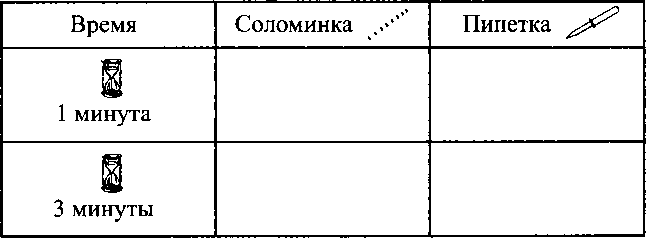 Время Соломинка Пипетка
1 минута
3 минуты